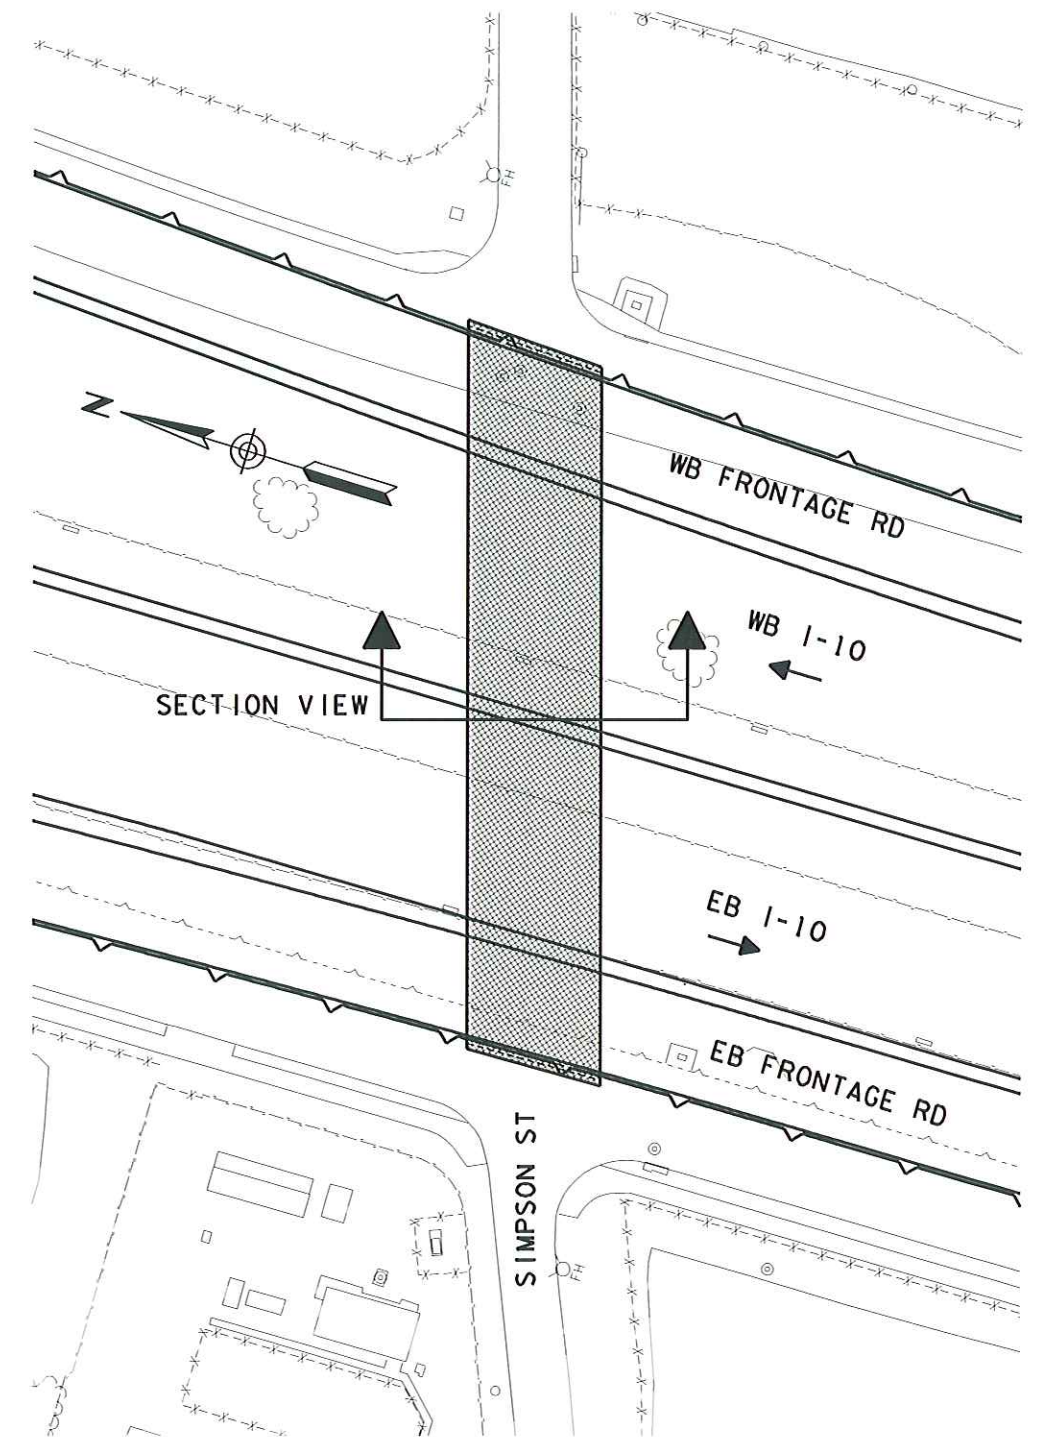 FH
N
WB FRONTAGE RD
WB I-10
SECTION VIEW
EB I-10
EB FRONTAGE RD
SIMPSON ST
FH